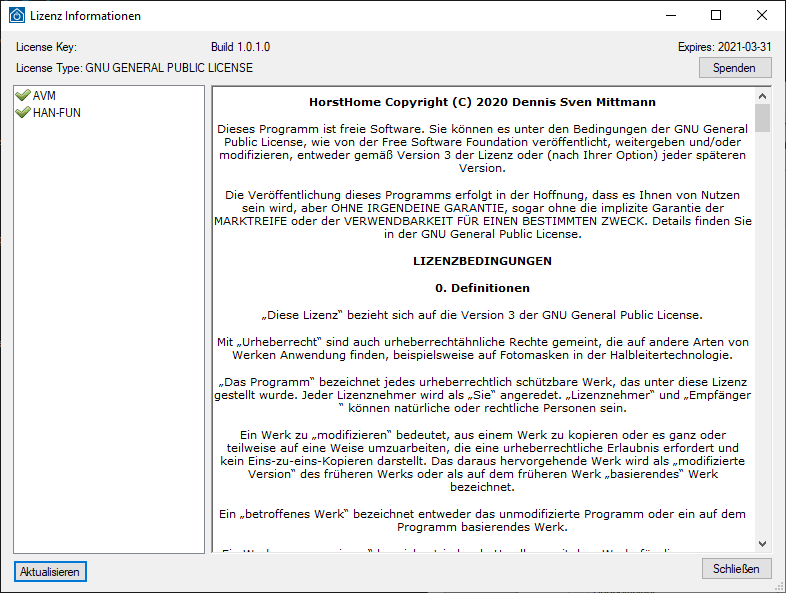 Lizenz Informationen
License Key:
Build 1.0.1.0
Expires: 2021-03-31
License Type: GNU GENERAL PUBLIC LICENSE
Spenden
AVM
HAN-FUN
HorstHome Copyright (C) 2020 Dennis Sven Mittmann
Dieses Programm ist freie Software. Sie können es unter den Bedingungen der GNU General
Public License, wie von der Free Software Foundation veröffentlicht, weitergeben und/oder
modifizieren, entweder gemäß Version 3 der Lizenz oder (nach Ihrer Option) jeder späteren
Version.
Die Veröffentlichung dieses Programms erfolgt in der Hoffnung, dass es Ihnen von Nutzen
sein wird, aber OHNE IRGENDEINE GARANTIE, sogar ohne die implizite Garantie der
MARKTREIFE oder der VERWENDBARKEIT FÜR EINEN BESTIMMTEN ZWECK. Details finden Sie
in der GNU General Public License.
LIZENZBEDINGUNGEN
0. Definitionen
„Diese Lizenz“ bezieht sich auf die Version 3 der GNU General Public License.
Mit „Urheberrecht“ sind auch urheberrechtähnliche Rechte gemeint, die auf andere Arten von
Werken Anwendung finden, beispielsweise auf Fotomasken in der Halbleitertechnologie.
„Das Programm“ bezeichnet jedes urheberrechtlich schützbare Werk, das unter diese Lizenz
gestellt wurde. Jeder Lizenznehmer wird als „Sie“ angeredet. „Lizenznehmer“ und „Empfänger
“ können natürliche oder rechtliche Personen sein.
Ein Werk zu „modifizieren“ bedeutet, aus einem Werk zu kopieren oder es ganz oder
teilweise auf eine Weise umzuarbeiten, die eine urheberrechtliche Erlaubnis erfordert und
kein Eins-zu-eins-Kopieren darstellt. Das daraus hervorgehende Werk wird als „modifizierte
Version“ des früheren Werks oder als auf dem früheren Werk „basierendes“ Werk
bezeichnet.
Ein „betroffenes Werk“ bezeichnet entweder das unmodifizierte Programm oder ein auf dem
Programm basierendes Werk.
Aktualisieren
Schließen